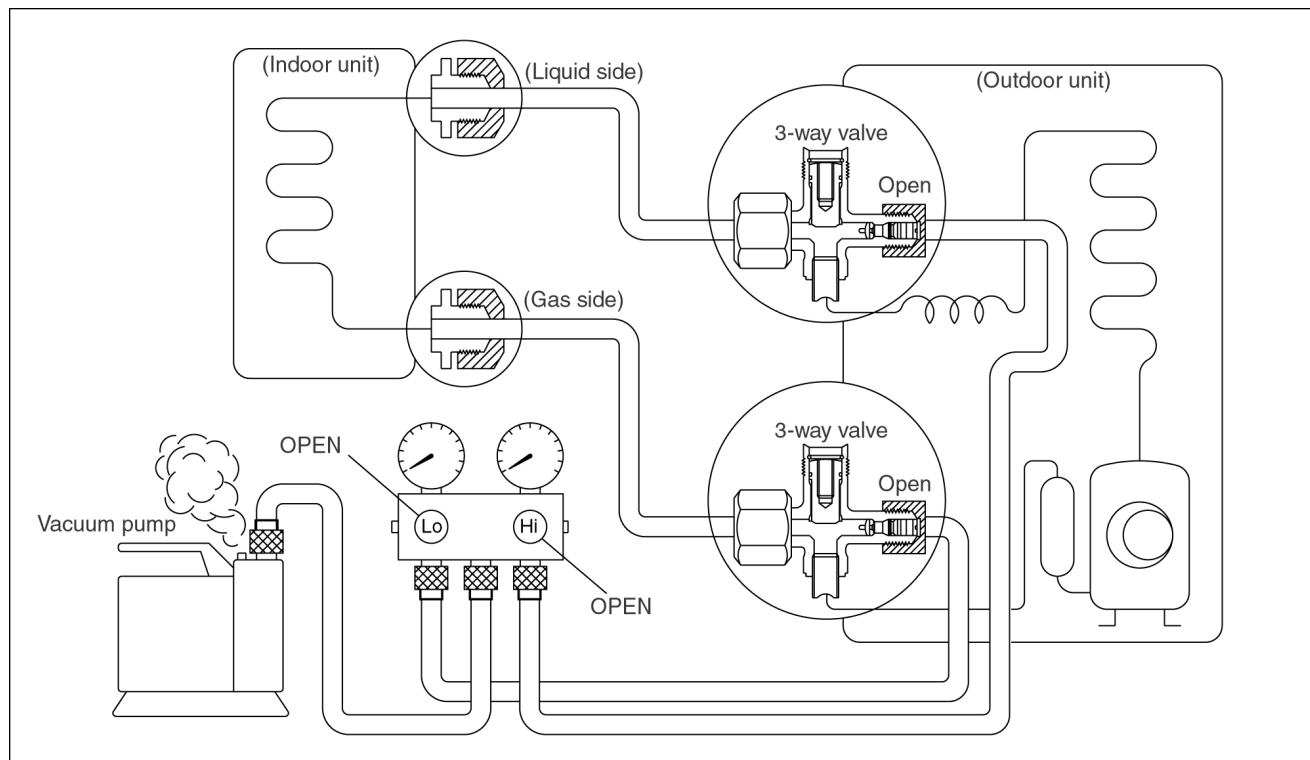 (Indoor unit)
(Liquid side)
(Outdoor unit)
3-way valve
Open
(Gas side)
3-way valve
Open
OPEN
Vacuum pump
Lo
Hi
OPEN